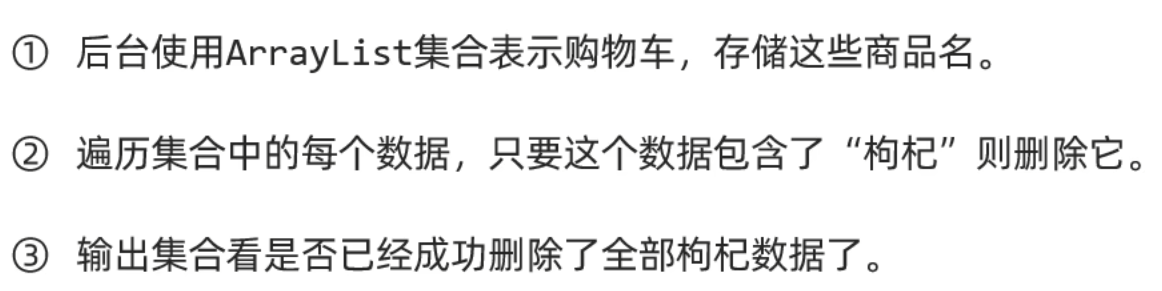 ① 后台使用ArrayList集合表示购物车，存储这些商品名。
② 遍历集合中的每个数据，只要这个数据包含了“枸杞”则删除它。
③ 输出集合看是否已经成功删除了全部枸杞数据了。